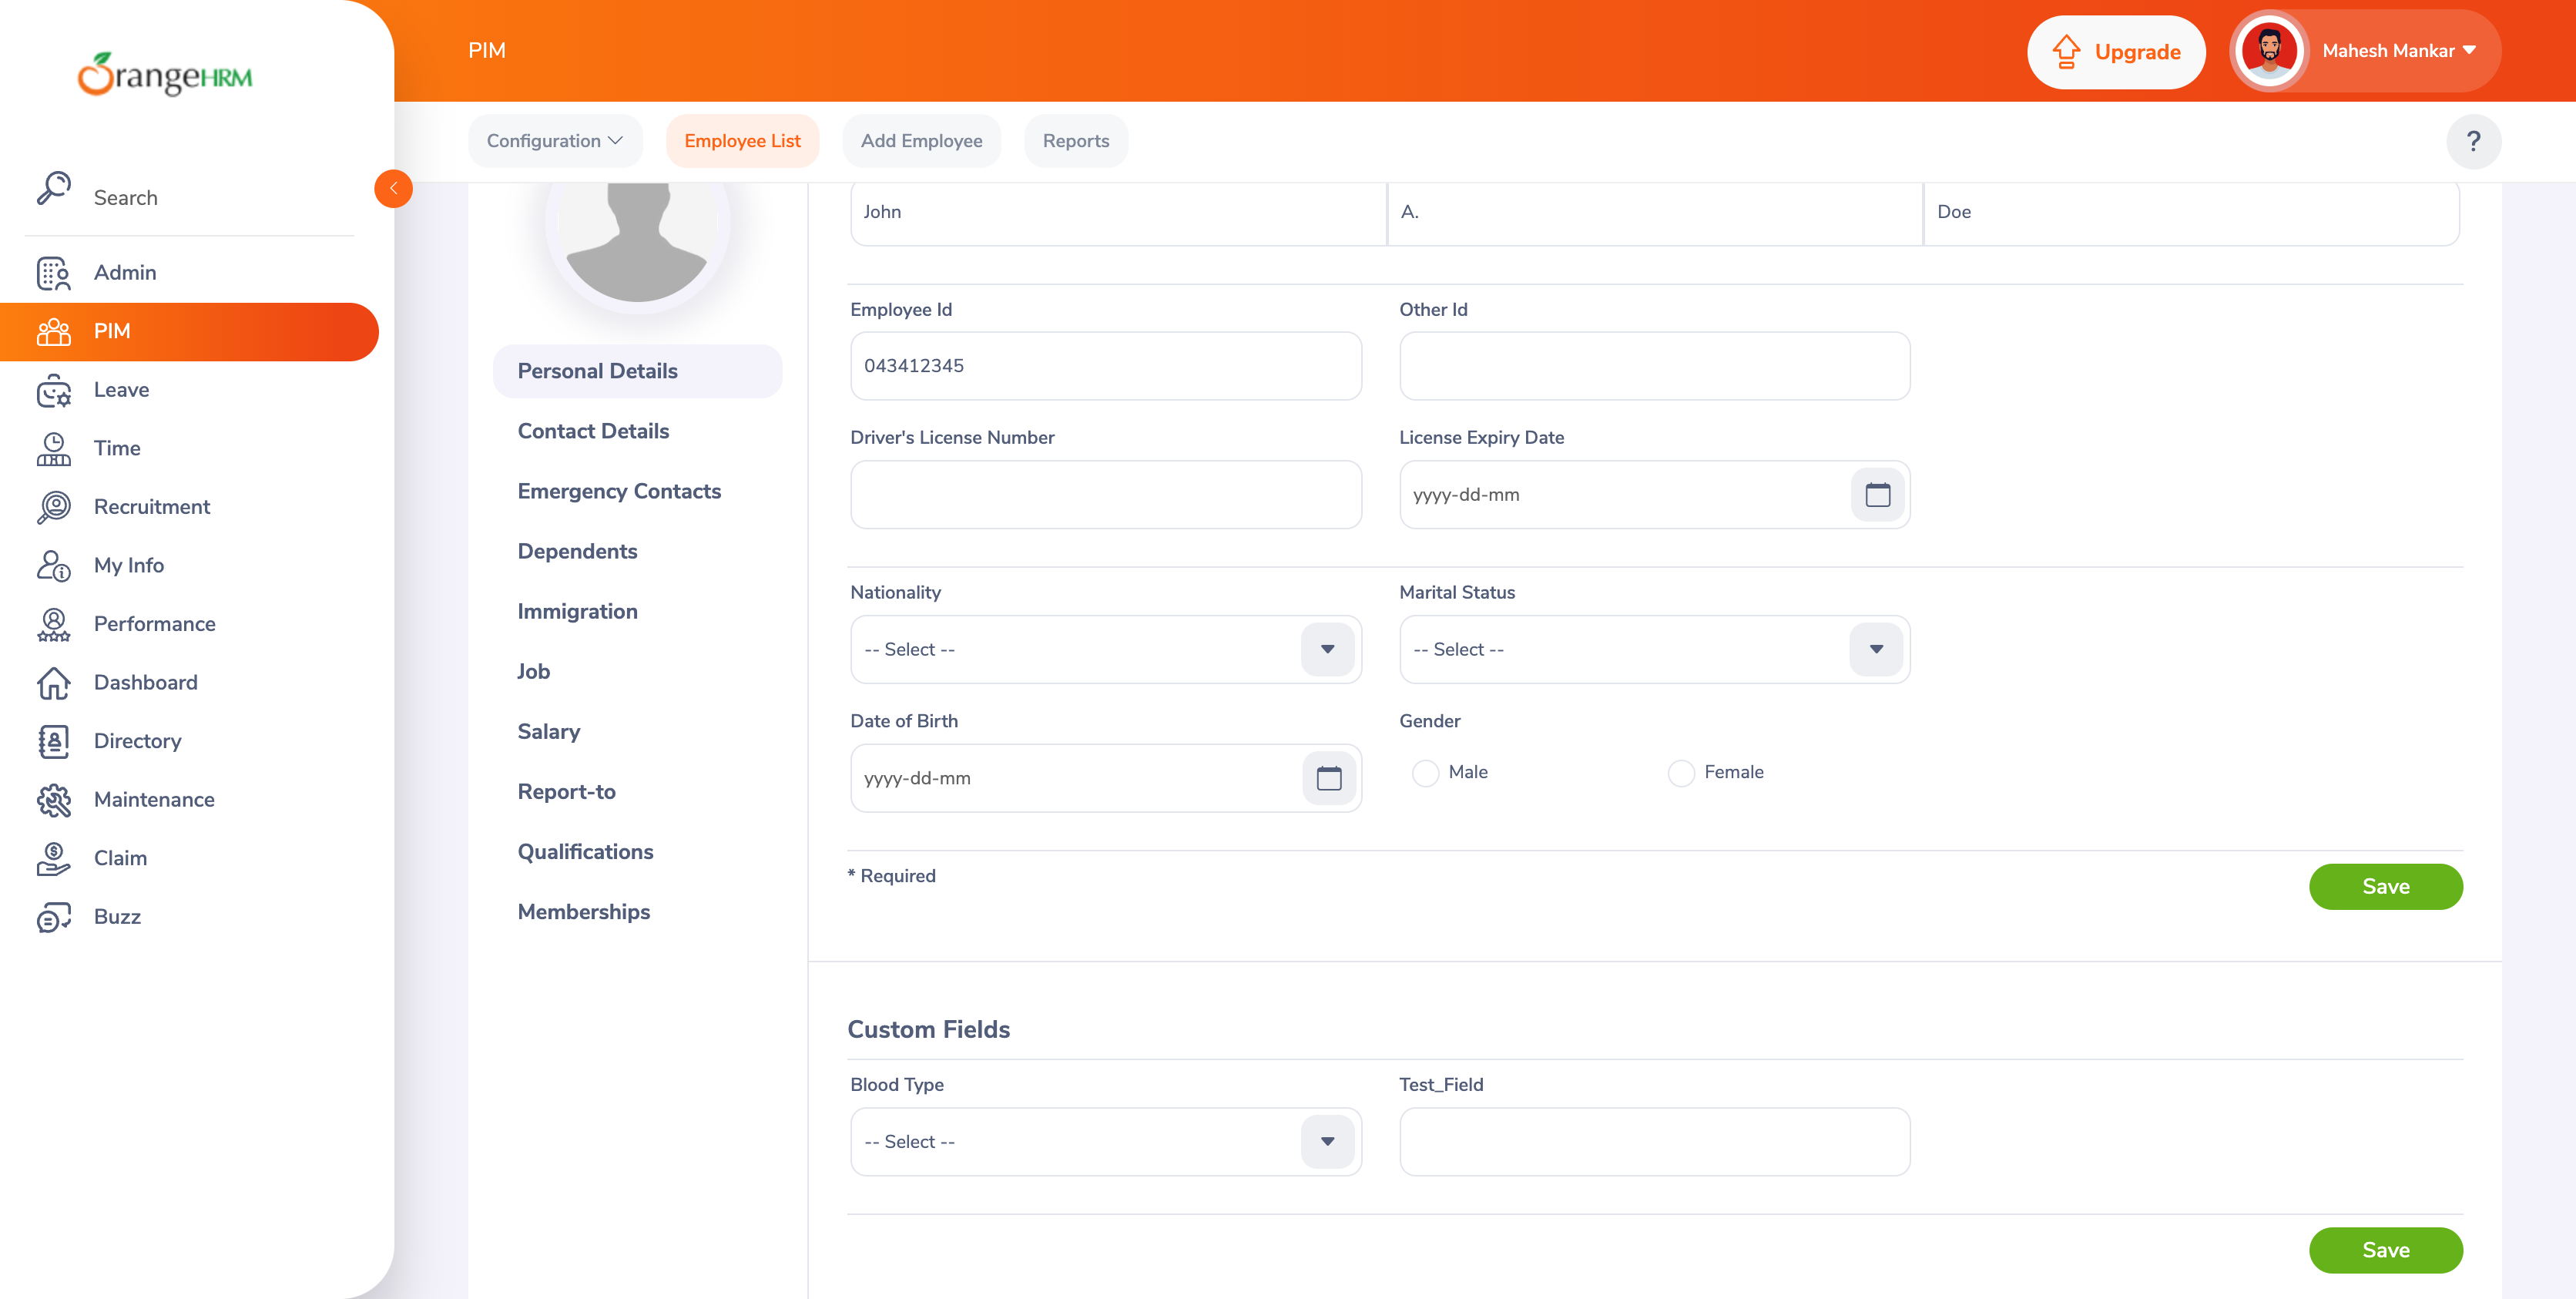 OrangeHRM
Search
Admin
PIM
Leave
Time
Recruitment
My Info
Performance
Dashboard
Directory
Maintenance
Claim
Buzz
PIM
Upgrade
Mahesh Mankar
Configuration
Employee List
Add Employee
Reports
?
Personal Details
Contact Details
Emergency Contacts
Dependents
Immigration
Job
Salary
Report-to
Qualifications
Memberships
John A. Doe
Employee Id Other Id
043412345
Driver's License Number License Expiry Date
yyyy-dd-mm
Nationality Marital Status
-- Select -- -- Select --
Date of Birth Gender
yyyy-dd-mm Male Female
* Required Save
Custom Fields
Blood Type Test_Field
-- Select --
Save